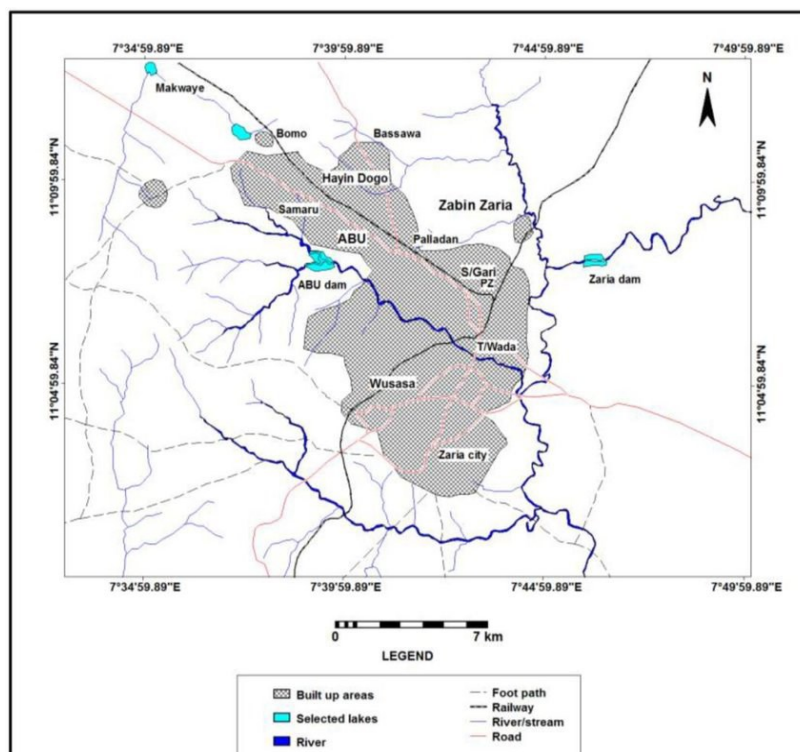 7°34'59.89"E 7°39'59.89"E 7°44'59.89"E 7°49'59.89"E
N
Makwaye
Bomo
Bassawa
11°09'59.84"N
11°09'59.84"N
Hayin Dogo
Zabin Zaria
Samaru
ABU
Palladan
S/Gari
PZ
ABU dam
Zaria dam
T/Wada
11°04'59.84"N
11°04'59.84"N
Wusasa
Zaria city
7°34'59.89"E 7°39'59.89"E 7°44'59.89"E 7°49'59.89"E
0 7 km
LEGEND
Built up areas
Selected lakes
River
Foot path
Railway
River/stream
Road